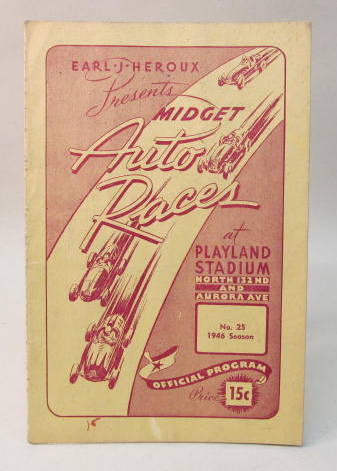 EARL·J·HEROUX
Presents
MIDGET
Auto
Races
at
PLAYLAND
STADIUM
NORTH 132ND
AND
AURORA AVE
No. 25
1946 Season
OFFICIAL PROGRAM
Price 15c
15